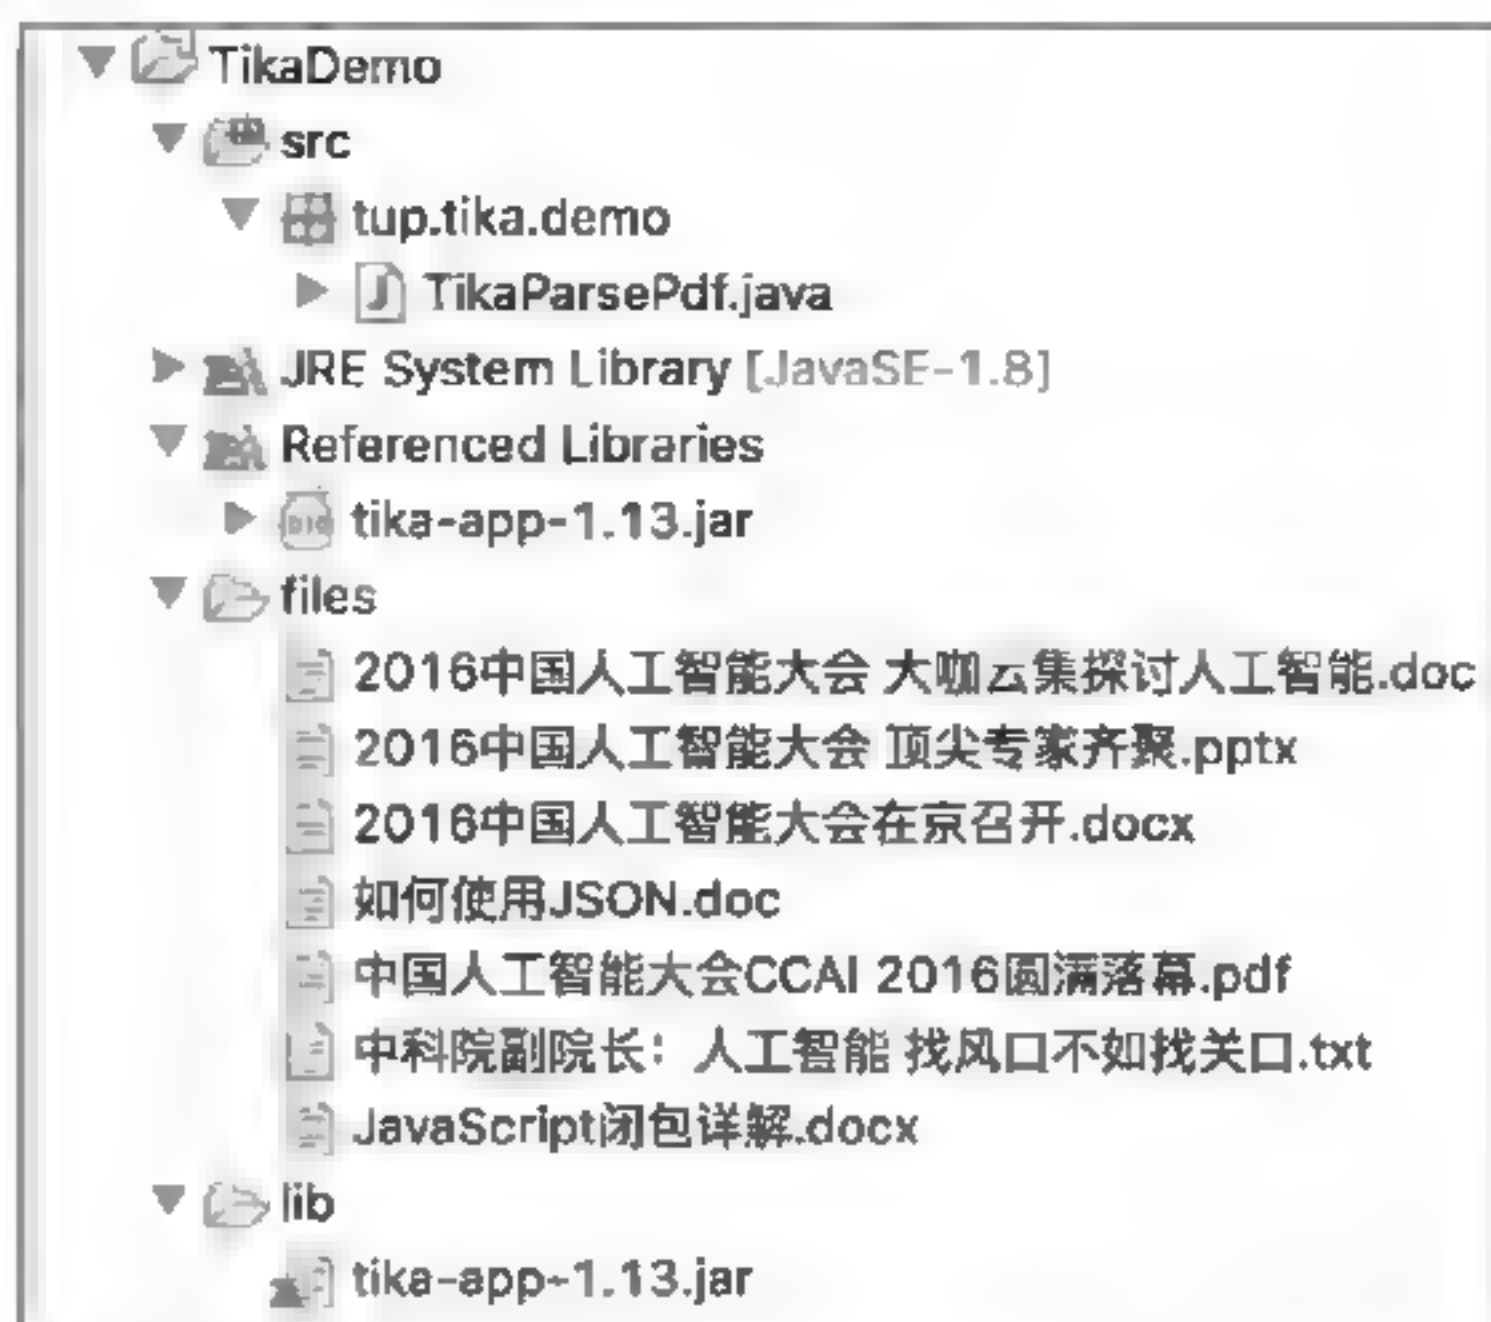 TikaDemo
src
tup.tika.demo
TikaParsePdf.java
JRE System Library [JavaSE-1.8]
Referenced Libraries
tika-app-1.13.jar
files
2016中国人工智能大会 大咖云集探讨人工智能.doc
2016中国人工智能大会 顶尖专家齐聚.pptx
2016中国人工智能大会在京召开.docx
如何使用JSON.doc
中国人工智能大会CCAI 2016圆满落幕.pdf
中科院副院长：人工智能 找风口不如找关口.txt
JavaScript闭包详解.docx
lib
tika-app-1.13.jar